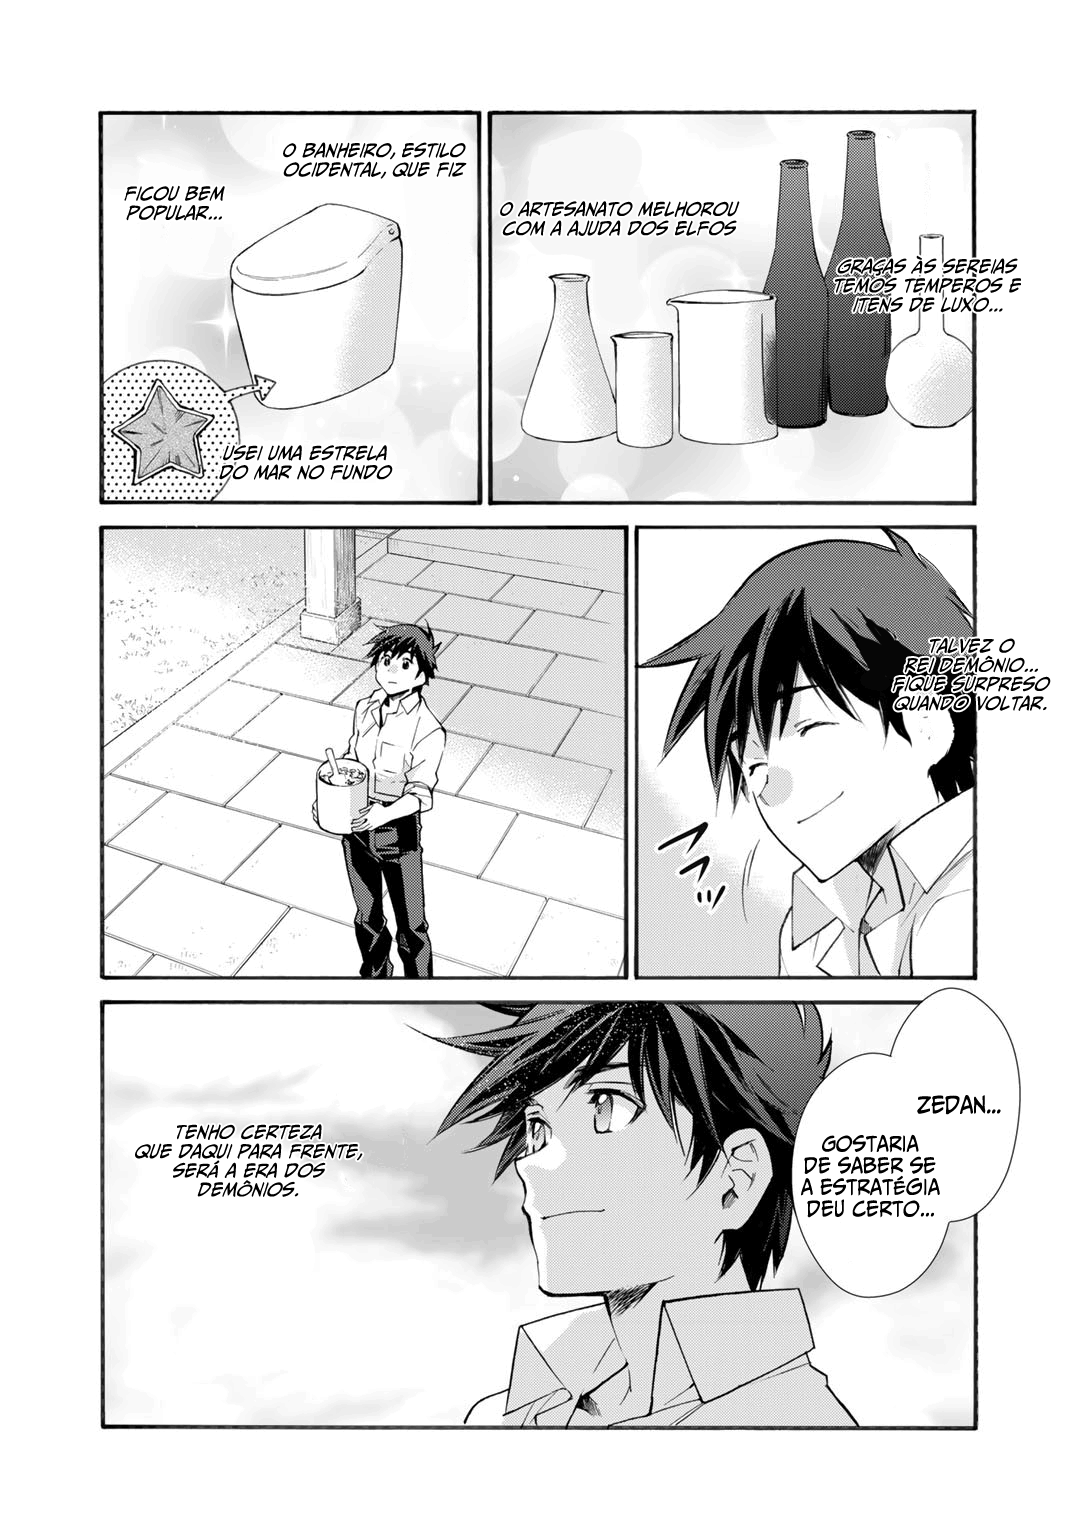 O ARTESANATO MELHOROU
COM A AJUDA DOS ELFOS
GRAÇAS ÀS SEREIAS
TEMOS TEMPEROS E
ITENS DE LUXO...
O BANHEIRO, ESTILO
OCIDENTAL, QUE FIZ
FICOU BEM
POPULAR...
USEI UMA ESTRELA
DO MAR NO FUNDO
TALVEZ O
REI DEMÔNIO...
FIQUE SURPRESO
QUANDO VOLTAR.
ZEDAN...
GOSTARIA
DE SABER SE
A ESTRATÉGIA
DEU CERTO...
TENHO CERTEZA
QUE DAQUI PARA FRENTE,
SERÁ A ERA DOS
DEMÔNIOS.